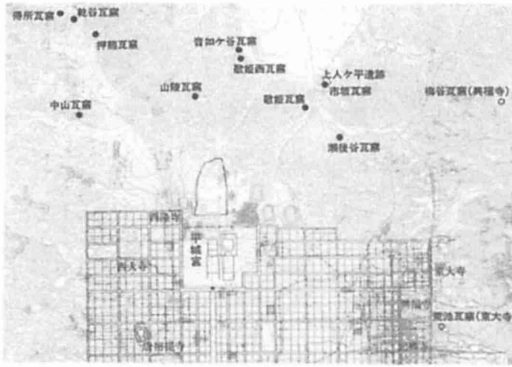 得所瓦窯
乾谷瓦窯
押熊瓦窯
音如ケ谷瓦窯
歌姫西瓦窯
上人ケ平遺跡
市坂瓦窯
山陵瓦窯
歌姫瓦窯
梅谷瓦窯(興福寺)
中山瓦窯
瀬後谷瓦窯
西隆寺
平城宮
西大寺
東大寺
興福寺
荒池瓦窯(東大寺
唐招提寺